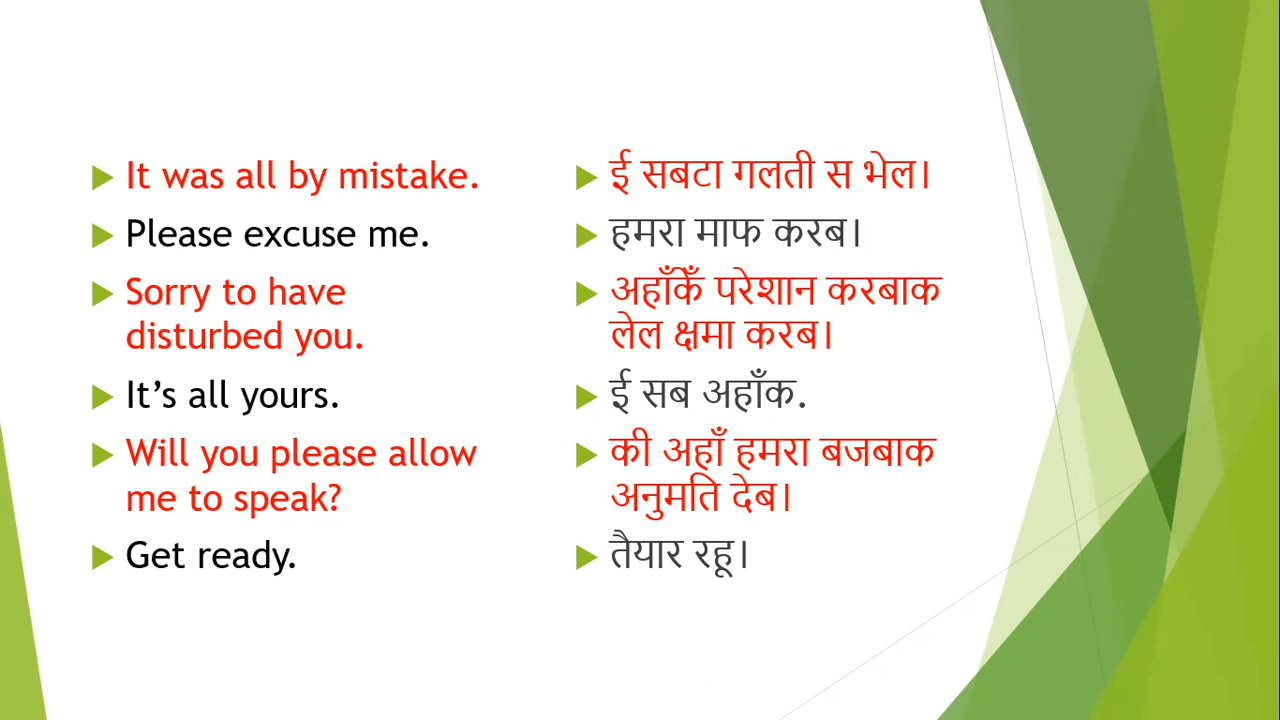 It was all by mistake.
Please excuse me.
Sorry to have
disturbed you.
It’s all yours.
Will you please allow
me to speak?
Get ready.
ई सबटा गलती स भेल।
हमरा माफ करब।
अहाँकेँ परेशान करबाक
लेल क्षमा करब।
ई सब अहाँक.
की अहाँ हमरा बजबाक
अनुमति देब।
तैयार रहू।